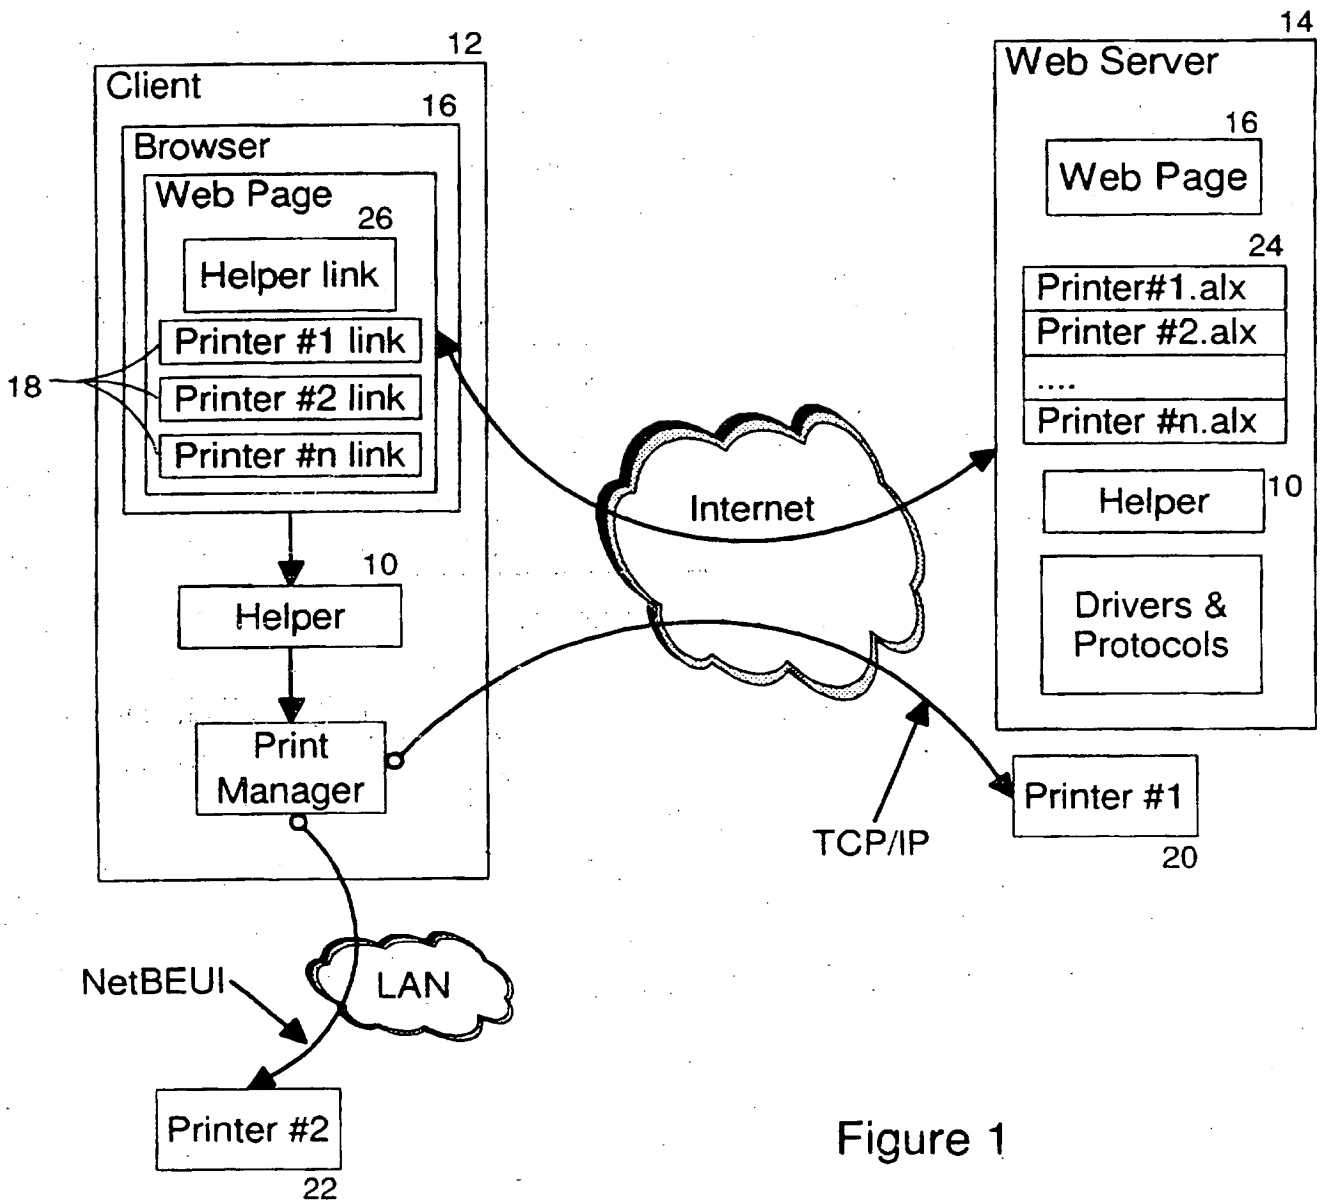 12
Client
16
Browser
Web Page
26
Helper link
Printer #1 link
18
Printer #2 link
Printer #n link
10
Helper
Print
Manager
NetBEUI
LAN
Printer #2
22
Internet
TCP/IP
14
Web Server
16
Web Page
24
Printer#1.alx
Printer #2.alx
....
Printer #n.alx
Helper
10
Drivers &
Protocols
Printer #1
20
Figure 1